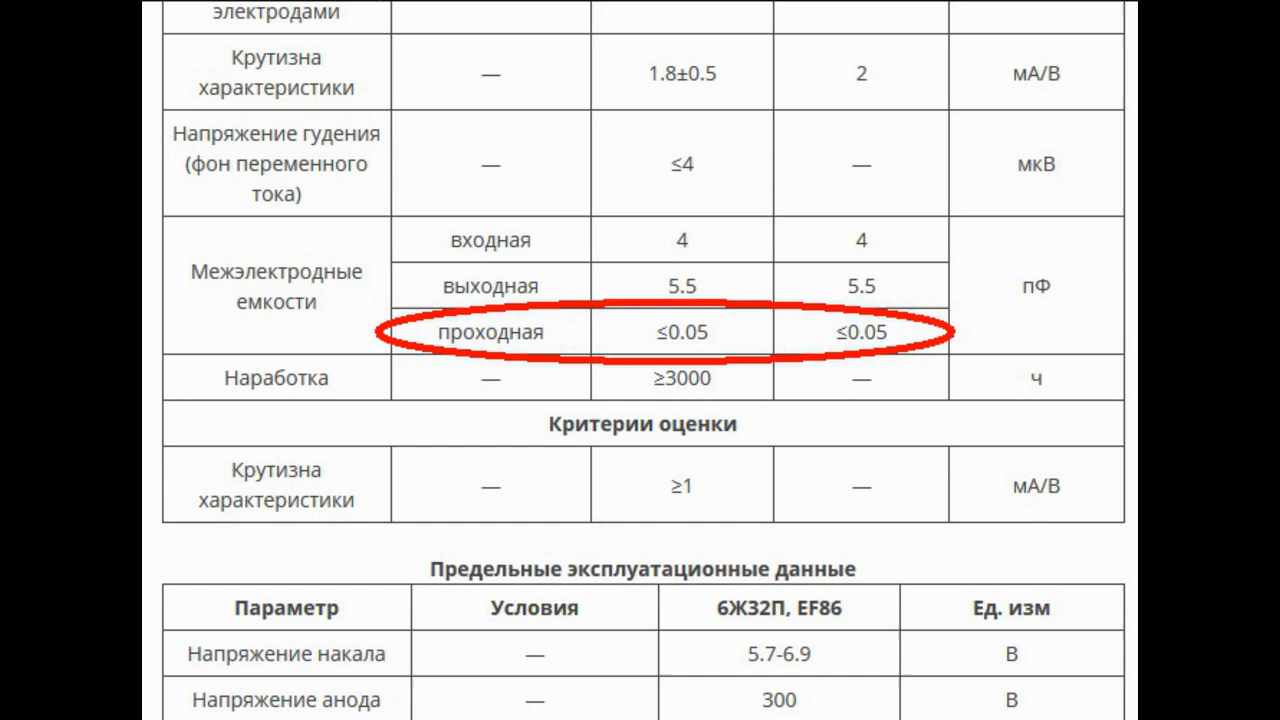 электродами
Крутизна
характеристики
—
1.8±0.5
2
мА/В
Напряжение гудения
(фон переменного
тока)
—
≤4
—
мкВ
Межэлектродные
емкости
входная
4
4
пФ
выходная
5.5
5.5
проходная
≤0.05
≤0.05
Наработка
—
≥3000
—
ч
Критерии оценки
Крутизна
характеристики
—
≥1
—
мА/В
Предельные эксплуатационные данные
Параметр
Условия
6Ж32П, EF86
Ед. изм
Напряжение накала
—
5.7-6.9
В
Напряжение анода
—
300
В